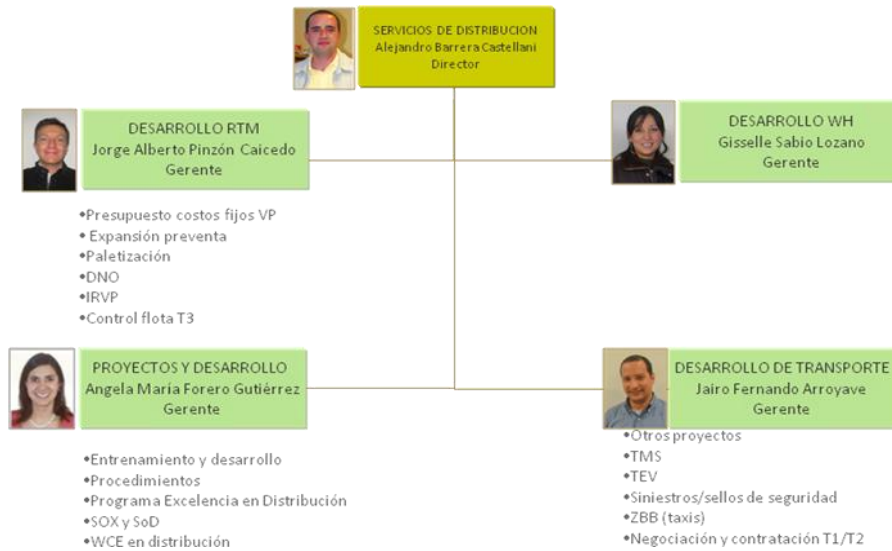 SERVICIOS DE DISTRIBUCION
Alejandro Barrera Castellani
Director
DESARROLLO RTM
Jorge Alberto Pinzón Caicedo
Gerente
•Presupuesto costos fijos VP
• Expansión preventa
•Paletización
•DNO
•IRVP
•Control flota T3
DESARROLLO WH
Gisselle Sabio Lozano
Gerente
PROYECTOS Y DESARROLLO
Angela María Forero Gutiérrez
Gerente
•Entrenamiento y desarrollo
•Procedimientos
•Programa Excelencia en Distribución
•SOX y SoD
•WCE en distribución
DESARROLLO DE TRANSPORTE
Jairo Fernando Arroyave
Gerente
•Otros proyectos
•TMS
•TEV
•Siniestros/sellos de seguridad
•ZBB (taxis)
•Negociación y contratación T1/T2